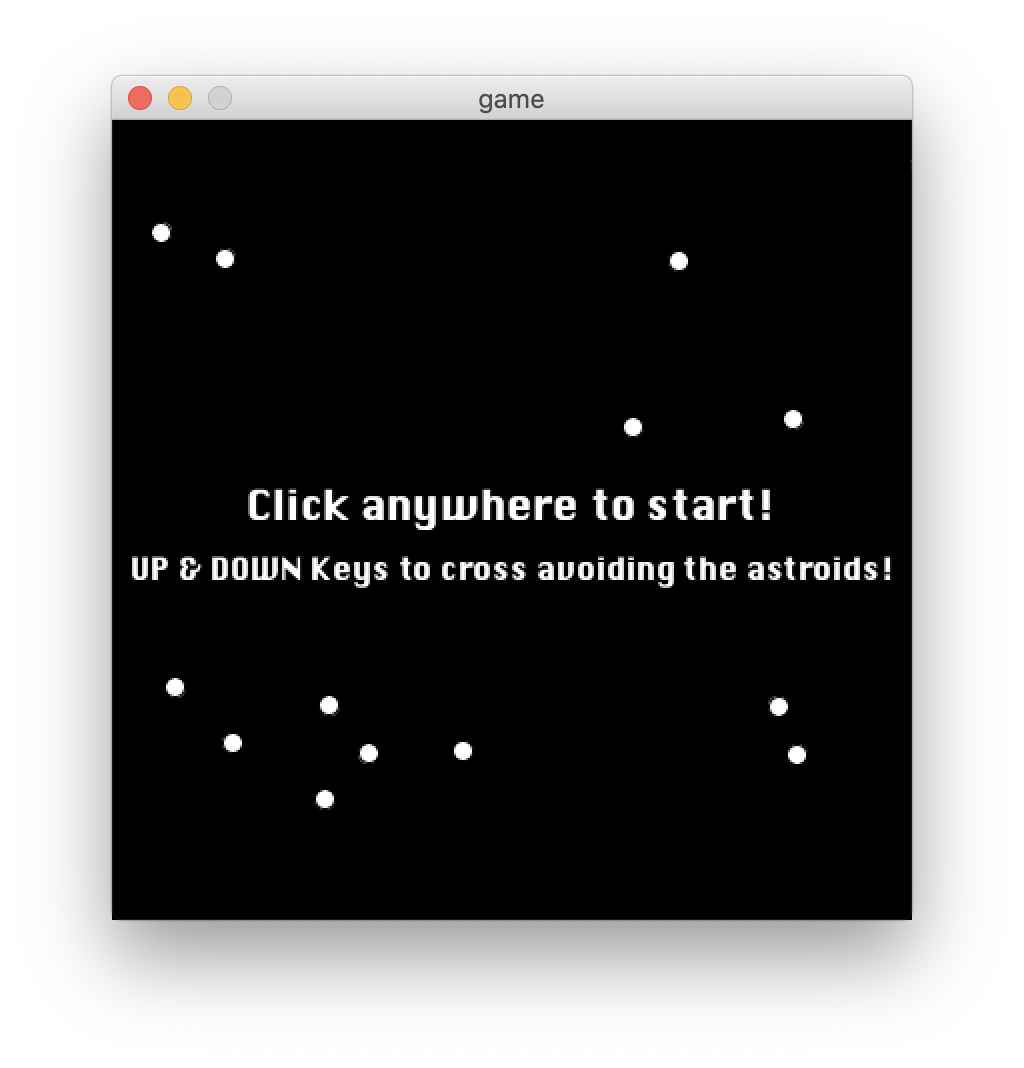 game
Click anywhere to start!
UP & DOWN Keys to cross avoiding the astroids!